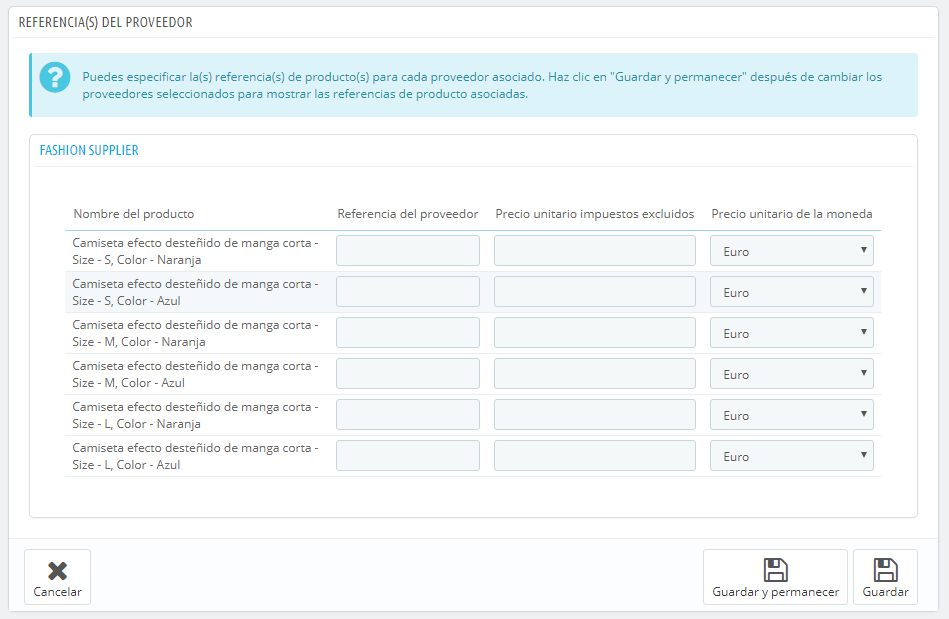 REFERENCIA(S) DEL PROVEEDOR
?
Puedes especificar la(s) referencia(s) de producto(s) para cada proveedor asociado. Haz clic en "Guardar y permanecer" después de cambiar los
proveedores seleccionados para mostrar las referencias de producto asociadas.
FASHION SUPPLIER
Nombre del producto Referencia del proveedor Precio unitario impuestos excluidos Precio unitario de la moneda
Camiseta efecto desteñido de manga corta -
Size - S, Color - Naranja
Euro
Camiseta efecto desteñido de manga corta -
Size - S, Color - Azul
Euro
Camiseta efecto desteñido de manga corta -
Size - M, Color - Naranja
Euro
Camiseta efecto desteñido de manga corta -
Size - M, Color - Azul
Euro
Camiseta efecto desteñido de manga corta -
Size - L, Color - Naranja
Euro
Camiseta efecto desteñido de manga corta -
Size - L, Color - Azul
Euro
Cancelar Guardar y permanecer Guardar